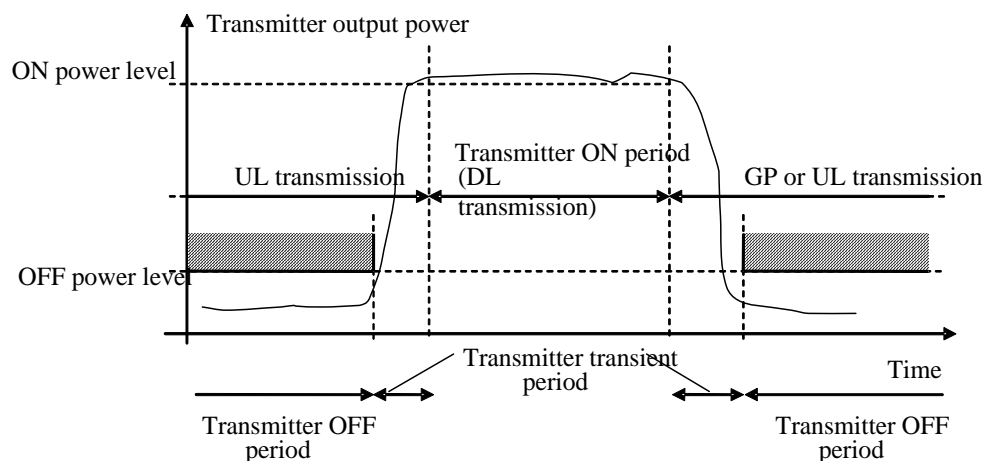 Transmitter output power
ON power level
Transmitter ON period
UL transmission
(DL
GP or UL transmission
transmission)
OFF power level
Transmitter transient
period
Time
Transmitter OFF
period
Transmitter OFF
period